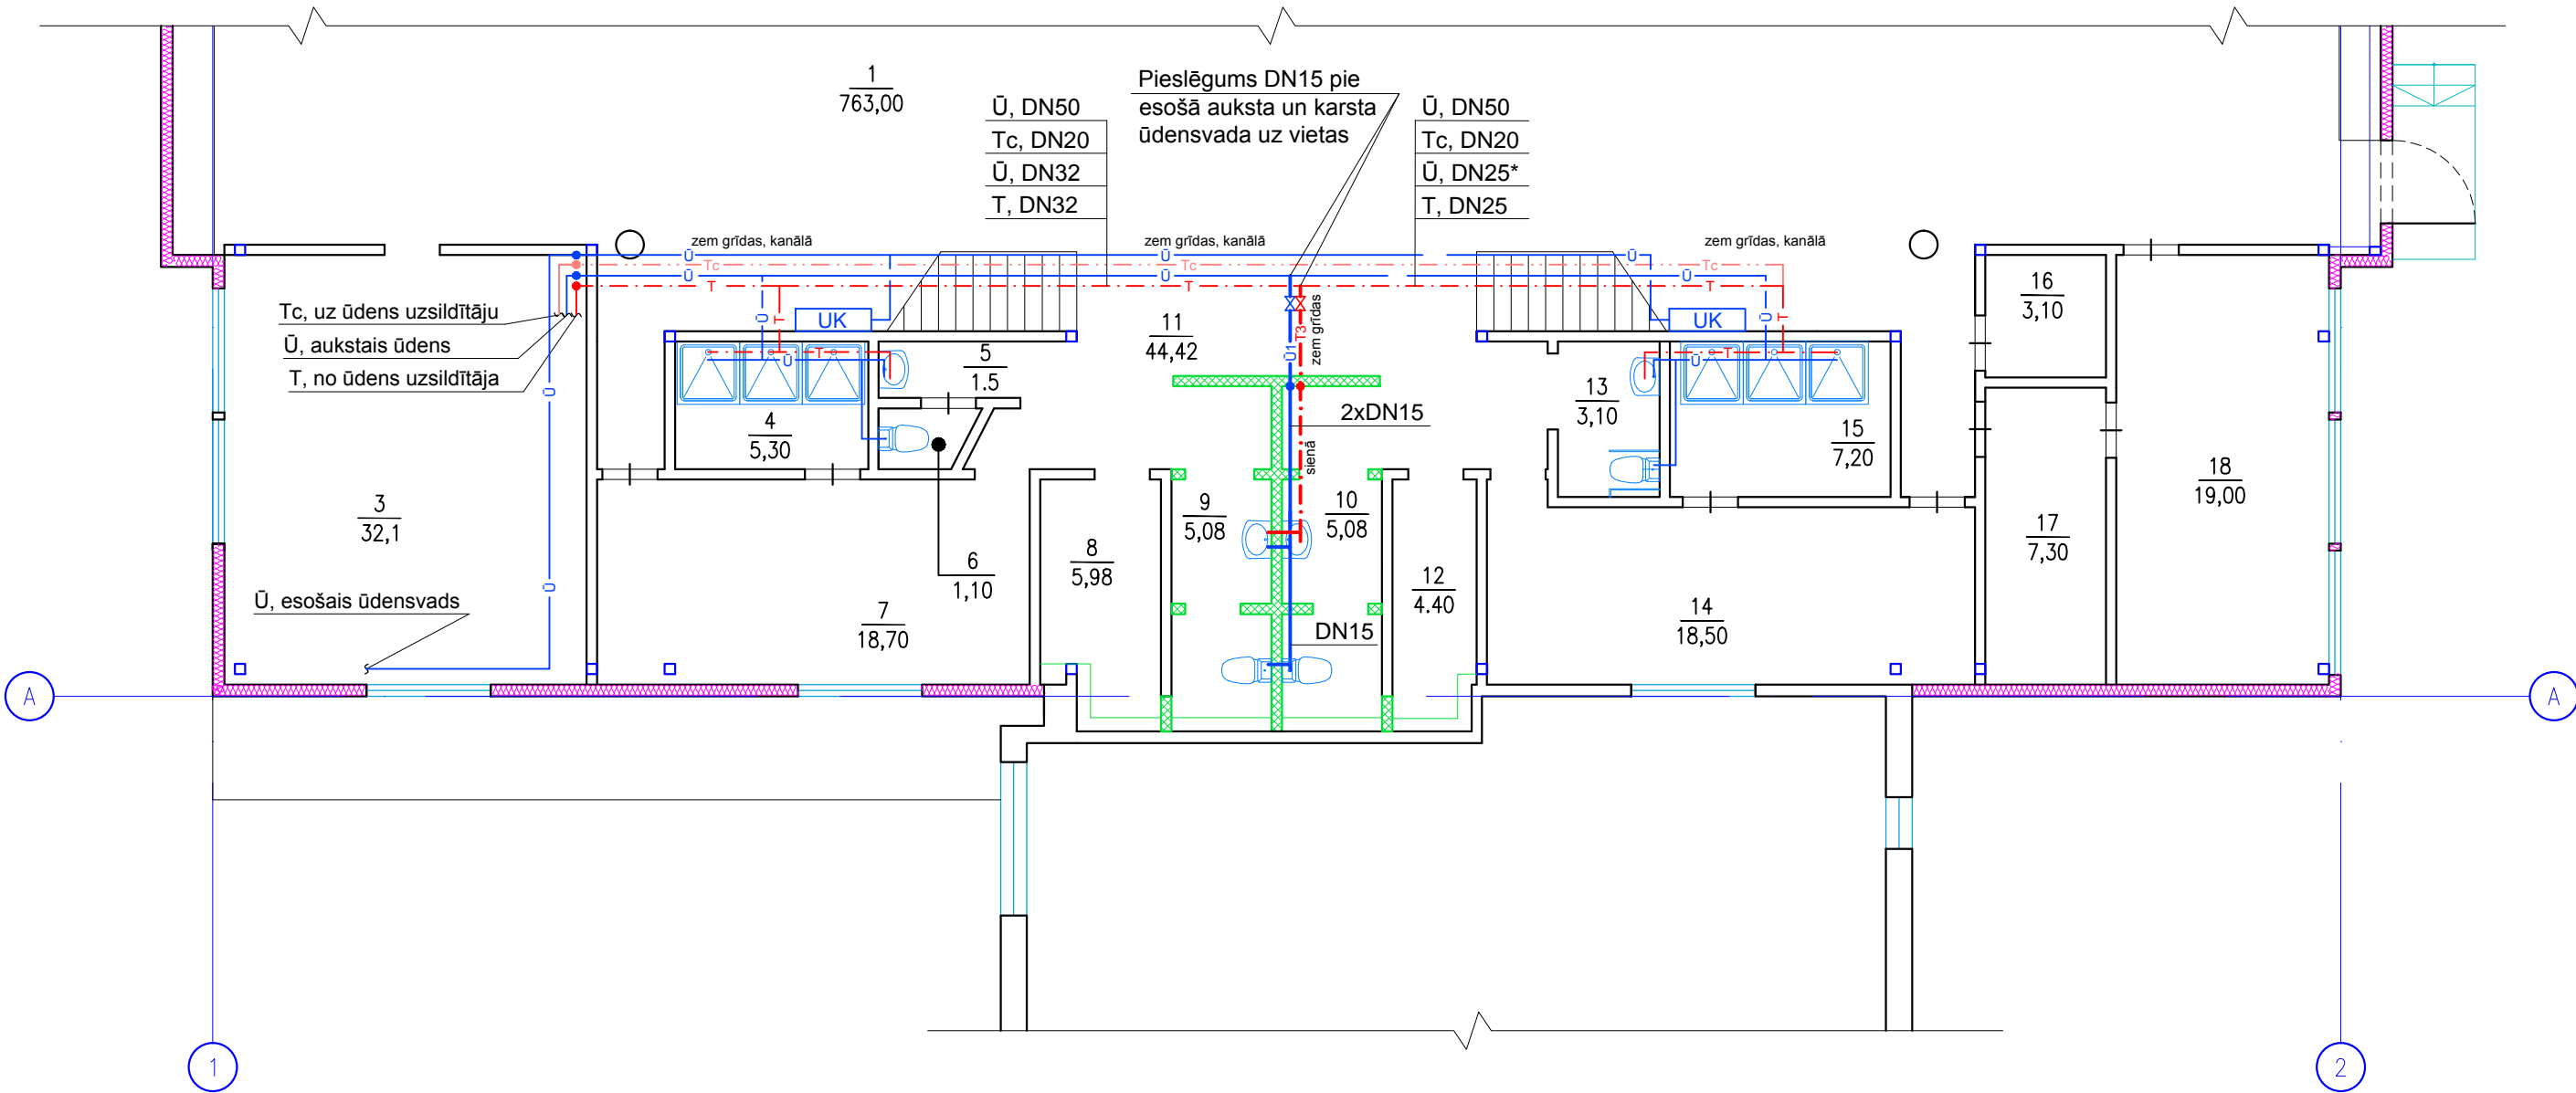 1
763,00
Ū, DN50
Tc, DN20
Ū, DN32
T, DN32
Pieslēgums DN15 pie
esošā auksta un karsta
ūdensvada uz vietas
Ū, DN50
Tc, DN20
Ū, DN25*
T, DN25
zem grīdas, kanālā
zem grīdas, kanālā
zem grīdas, kanālā
Ū
Ū
Ū
Tc
Tc
Tc
Ū
Ū
Ū
T
T
T
Tc, uz ūdens uzsildītāju
Ū, aukstais ūdens
T, no ūdens uzsildītāja
Ū
T
UK
Ū1
T3
zem grīdas
UK
Ū
T
T
Ū
T
Ū
Ū
Ū
5
1.5
11
44,42
16
3,10
4
5,30
2xDN15
sienā
13
3,10
15
7,20
3
32,1
9
5,08
10
5,08
18
19,00
17
7,30
8
5,98
6
1,10
12
4.40
Ū, esošais ūdensvads
7
18,70
DN15
14
18,50
A
A
1
2